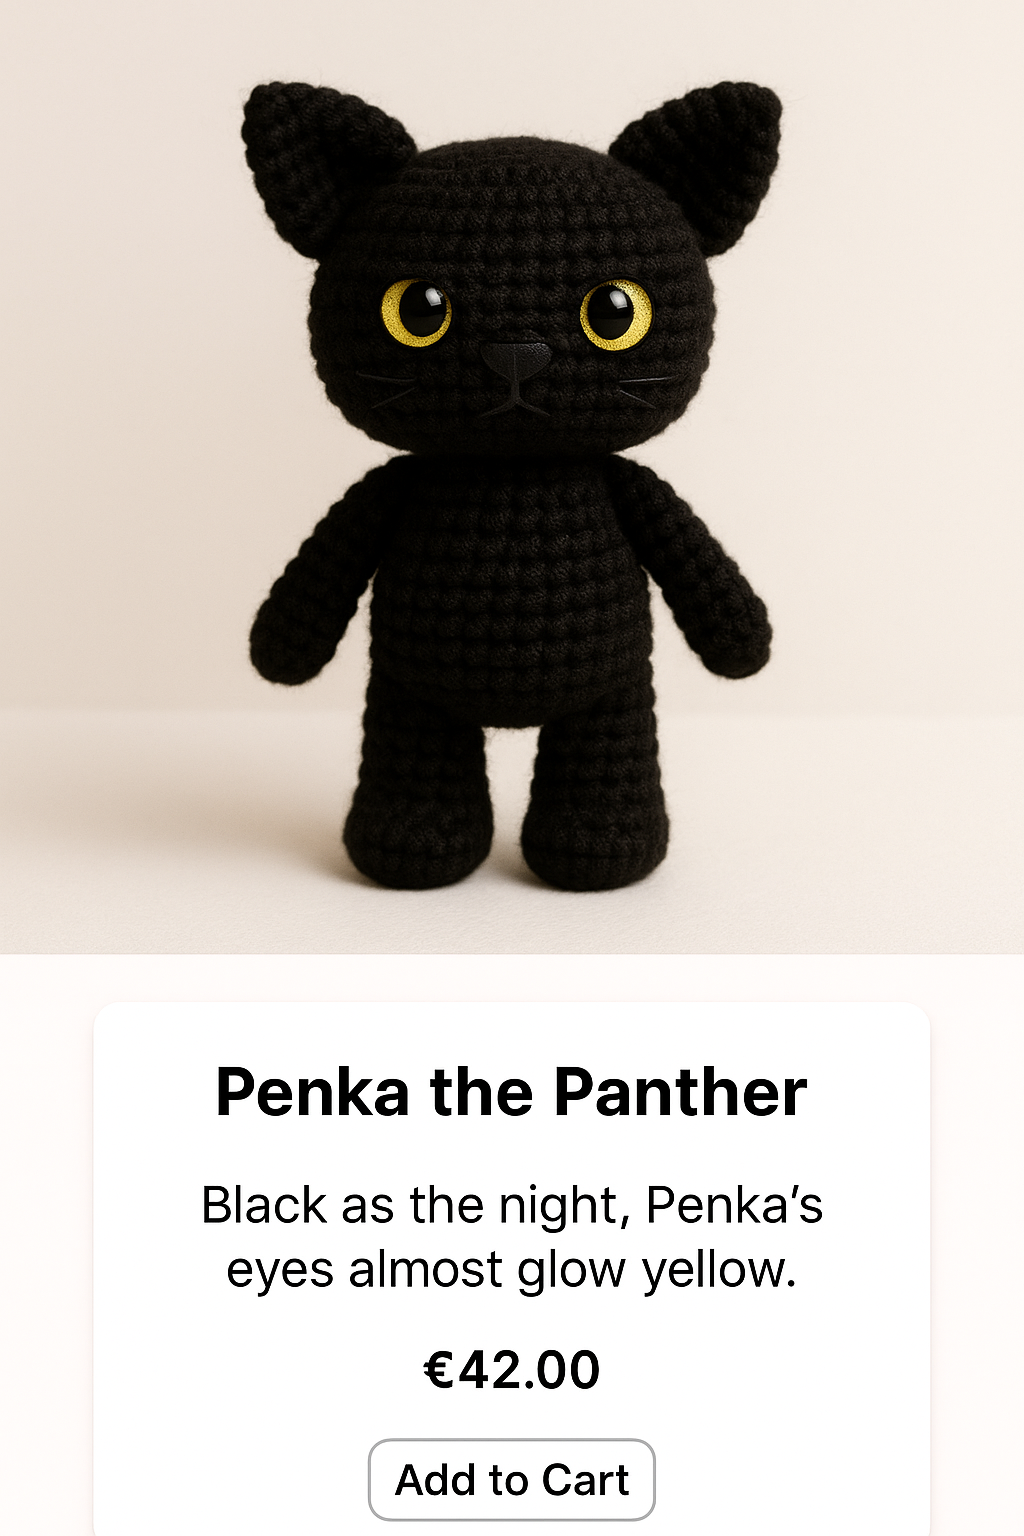 Penka the Panther
Black as the night, Penka’s
eyes almost glow yellow.
€42.00
Add to Cart